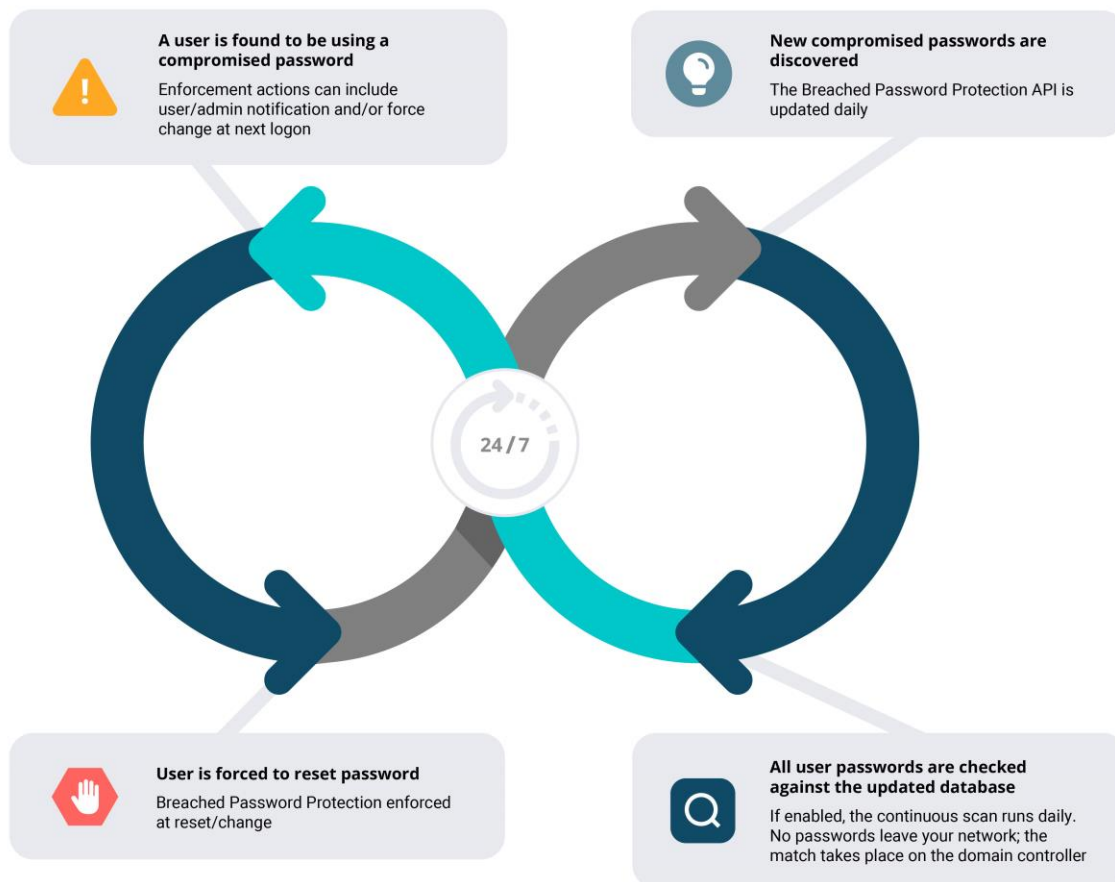 A user is found to be using a
compromised password
Enforcement actions can include
user/admin notification and/or force
change at next logon
New compromised passwords are
discovered
The Breached Password Protection API is
updated daily
24/7
User is forced to reset password
Breached Password Protection enforced
at reset/change
All user passwords are checked
against the updated database
If enabled, the continuous scan runs daily.
No passwords leave your network; the
match takes place on the domain controller